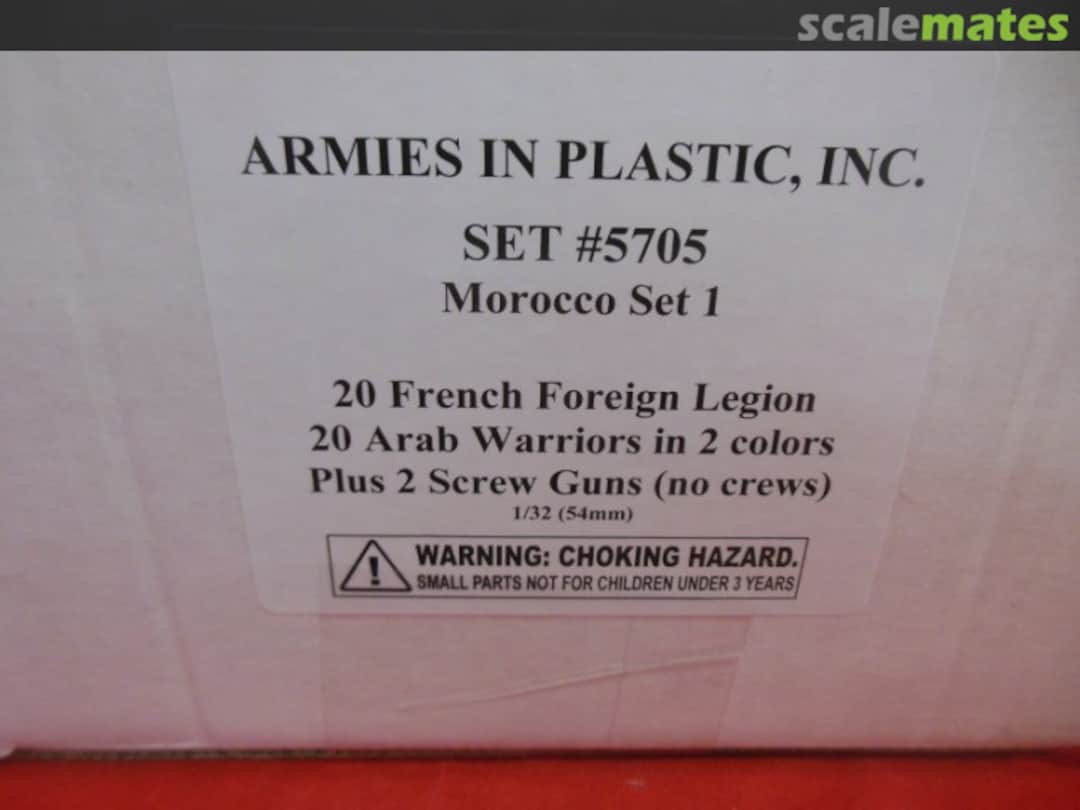 scalemates
ARMIES IN PLASTIC, INC.
SET #5705
Morocco Set 1
20 French Foreign Legion
20 Arab Warriors in 2 colors
Plus 2 Screw Guns (no crews)
1/32 (54mm)
WARNING: CHOKING HAZARD.
SMALL PARTS NOT FOR CHILDREN UNDER 3 YEARS